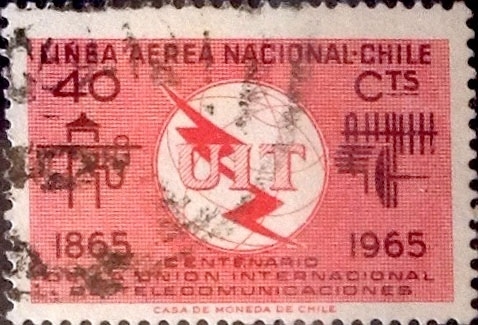 LINEA AEREA NACIONAL-CHILE
40 CTS
UIT
1865 1965
CENTENARIO
UNION INTERNACIONAL
DE TELECOMUNICACIONES
CASA DE MONEDA DE CHILE